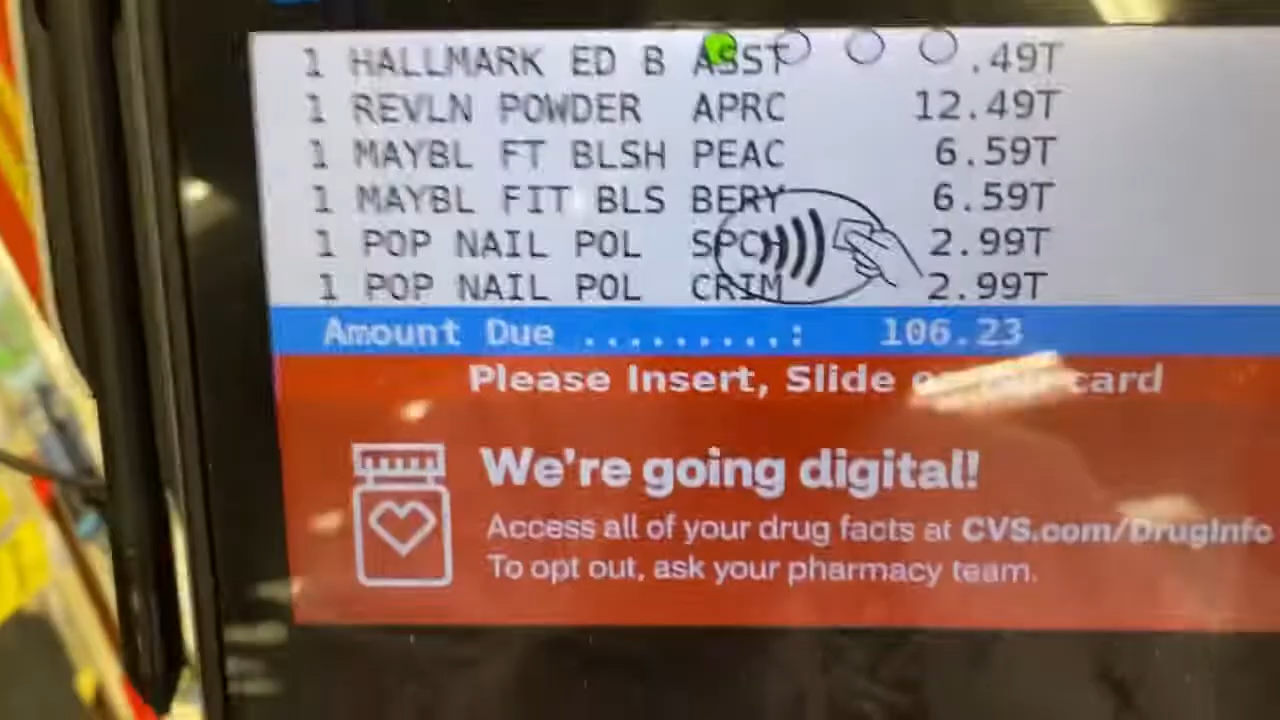 1 HALLMARK ED B ASST .49T
1 REVLN POWDER APRC 12.49T
1 MAYBL FT BLSH PEAC 6.59T
1 MAYBL FIT BLS BERY 6.59T
1 POP NAIL POL SPCH 2.99T
1 POP NAIL POL CRIM 2.99T
Amount Due .........: 106.23
Please Insert, Slide or Tap card
We're going digital!
Access all of your drug facts at CVS.com/DrugInfo
To opt out, ask your pharmacy team.